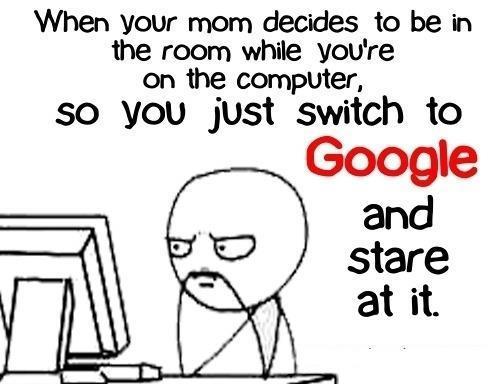 When your mom decides to be in
the room while you're
on the computer,
so you just switch to
Google
and
stare
at it.